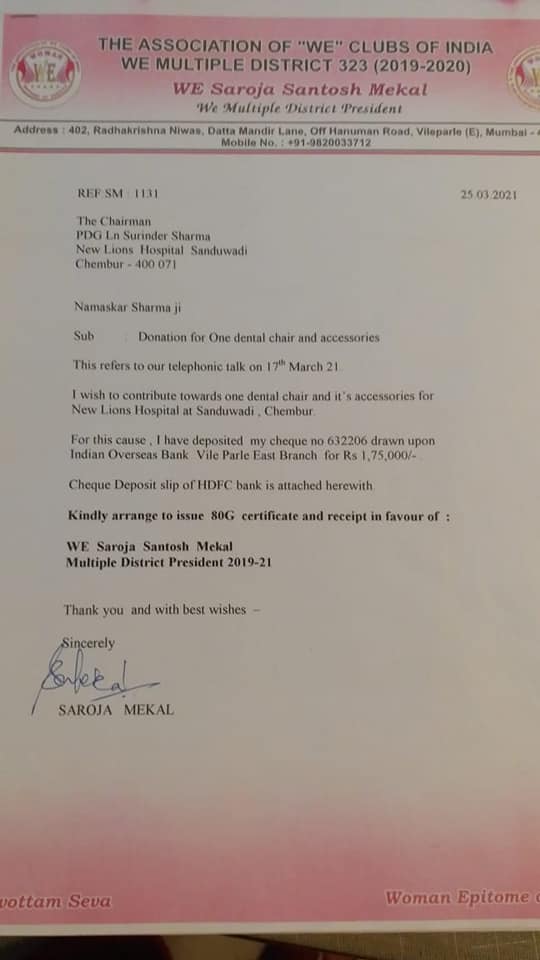 THE ASSOCIATION OF "WE" CLUBS OF INDIA
WE MULTIPLE DISTRICT 323 (2019-2020)
WE Saroja Santosh Mekal
We Multiple District President
WOMAN
WE
Address : 402, Radhakrishna Niwas, Datta Mandir Lane, Off Hanuman Road, Vileparle (E), Mumbai -
Mobile No. : +91-9820033712
REF SM : 1131
25.03.2021
The Chairman
PDG Ln Surinder Sharma
New Lions Hospital Sanduwadi
Chembur - 400 071
Namaskar Sharma ji
Sub : Donation for One dental chair and accessories
This refers to our telephonic talk on 17th March 21.
I wish to contribute towards one dental chair and it's accessories for
New Lions Hospital at Sanduwadi , Chembur.
For this cause , I have deposited my cheque no 632206 drawn upon
Indian Overseas Bank Vile Parle East Branch for Rs 1,75,000/-
Cheque Deposit slip of HDFC bank is attached herewith.
Kindly arrange to issue 80G certificate and receipt in favour of :
WE Saroja Santosh Mekal
Multiple District President 2019-21
Thank you and with best wishes –
Sincerely
SAROJA MEKAL
vottam Seva
Woman Epitome